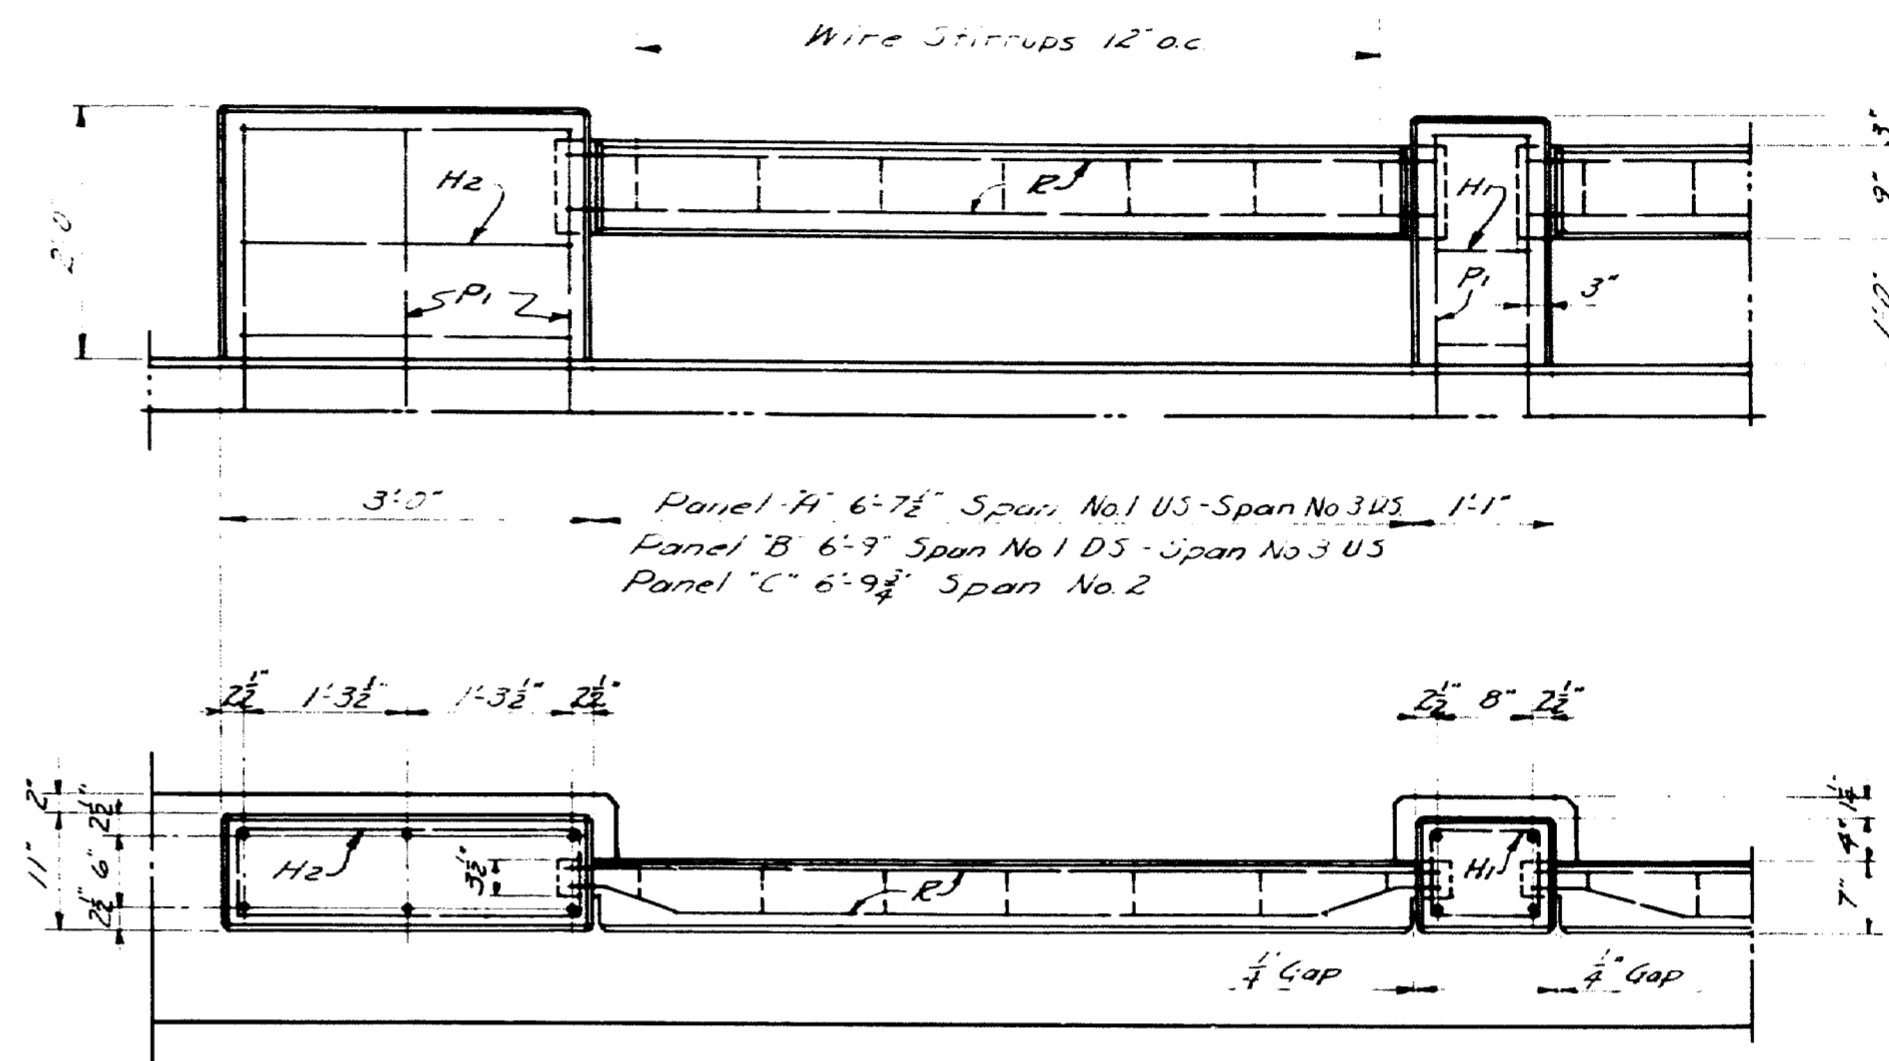 Wire Stirrups 12" o.c.
2'-0"
H2
R
H1
P1
P1
3"
3"
9"
1'-0"
3'-0"
Panel "A" 6'-7½" Span No.1 US-Span No 3 US
1'-1"
Panel "B" 6'-9" Span No 1 DS - Span No 3 US
Panel "C" 6'-9¾" Span No. 2
2½" 1'-3½" 1'-3½" 2½"
2½" 8" 2½"
2"
11"
2½"
6"
2½"
H2
3½"
R
H1
1¼"
4"
7"
¼" Gap
¼" Gap